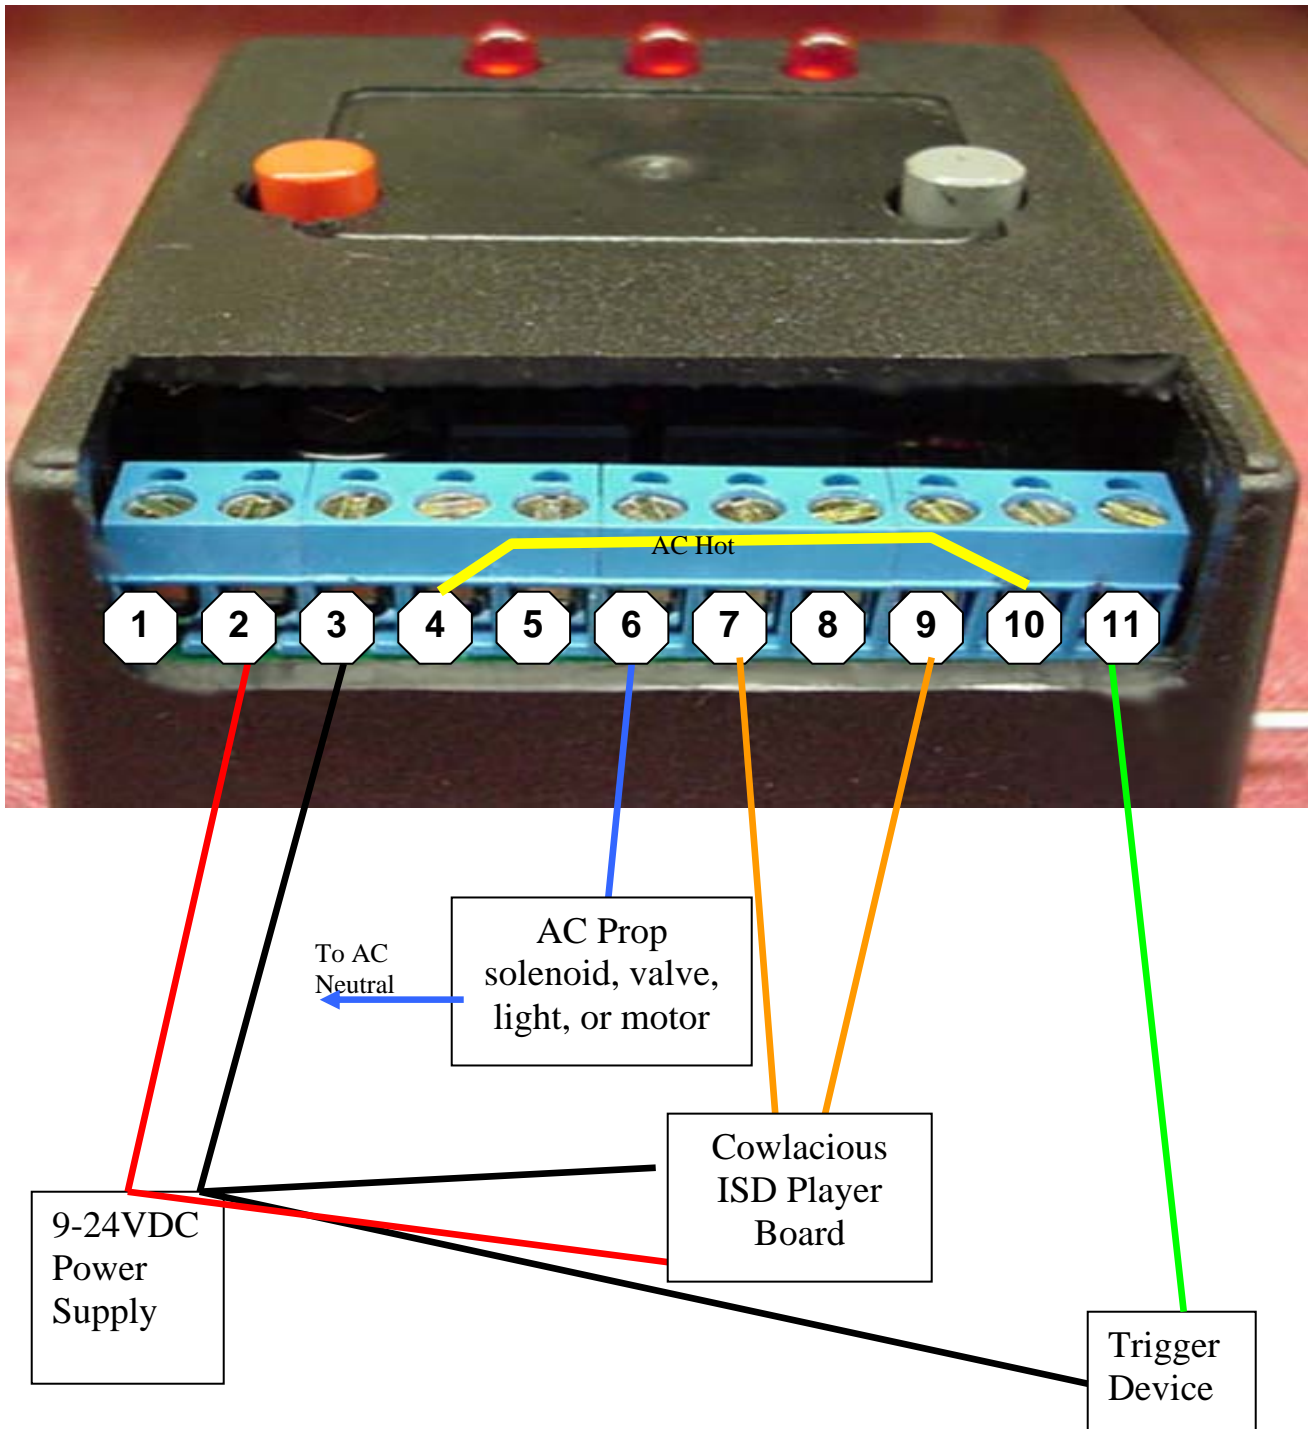 AC Hot
1 2 3 4 5 6 7 8 9 10 11
To AC
Neutral
AC Prop
solenoid, valve,
light, or motor
Cowlacious
ISD Player
Board
9-24VDC
Power
Supply
Trigger
Device